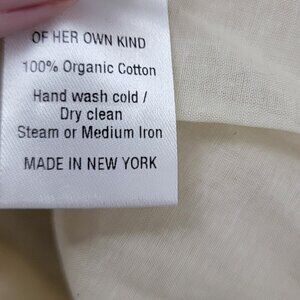 OF HER OWN KIND
100% Organic Cotton
Hand wash cold /
Dry clean
Steam or Medium Iron
MADE IN NEW YORK